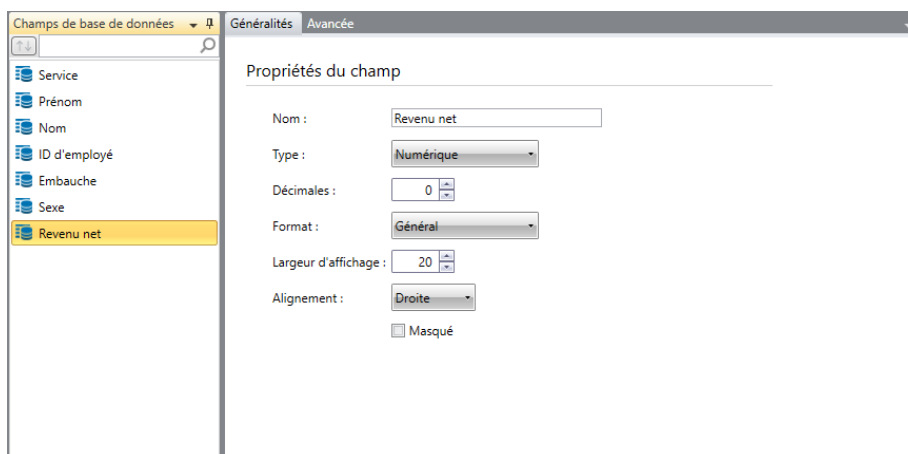 Champs de base de données
Généralités Avancée
Service
Prénom
Nom
ID d'employé
Embauche
Sexe
Revenu net
Propriétés du champ
Nom : Revenu net
Type : Numérique
Décimales : 0
Format : Général
Largeur d'affichage : 20
Alignement : Droite
Masqué